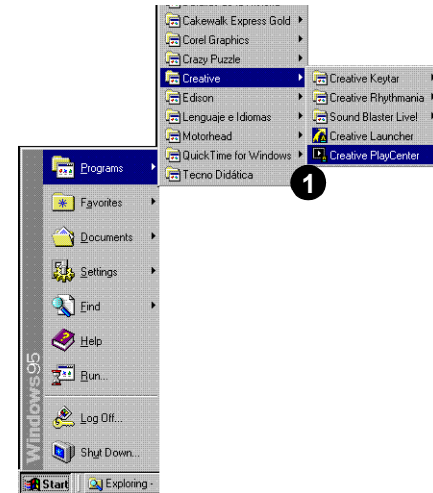 Cakewalk Express Gold
Corel Graphics
Crazy Puzzle
Creative
Edison
Lenguaje e Idiomas
Motorhead
QuickTime for Windows
Tecno Didática
Creative Keytar
Creative Rhythmania
Sound Blaster Live!
Creative Launcher
Creative PlayCenter
1
Programs
Favorites
Documents
Settings
Find
Help
Run...
Log Off...
Shut Down...
Windows95
Start
Exploring -